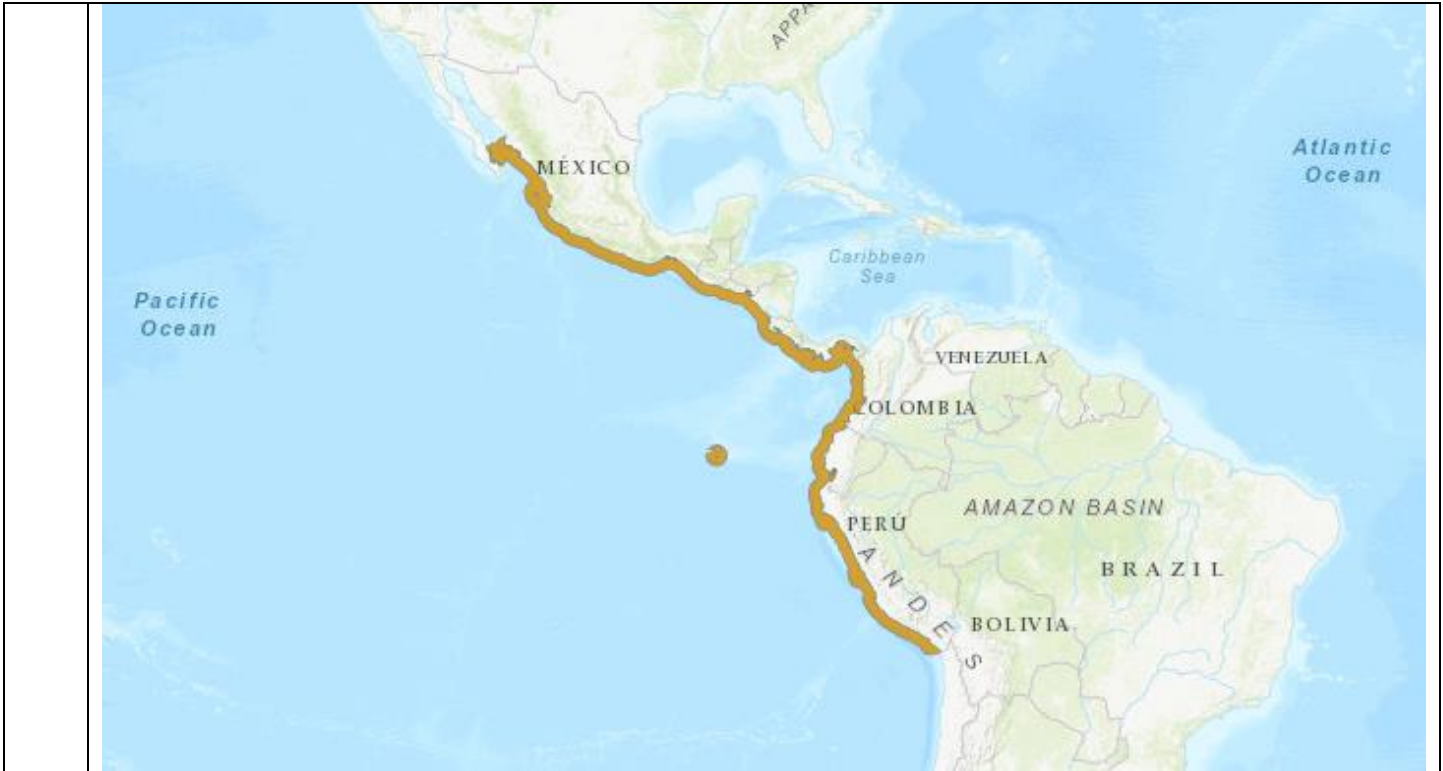 APPA
Atlantic
Ocean
MÉXICO
Caribbean
Sea
Pacific
Ocean
VENEZUELA
COLOMBIA
AMAZON BASIN
PERÚ
BRAZIL
ANDES
BOLIVIA